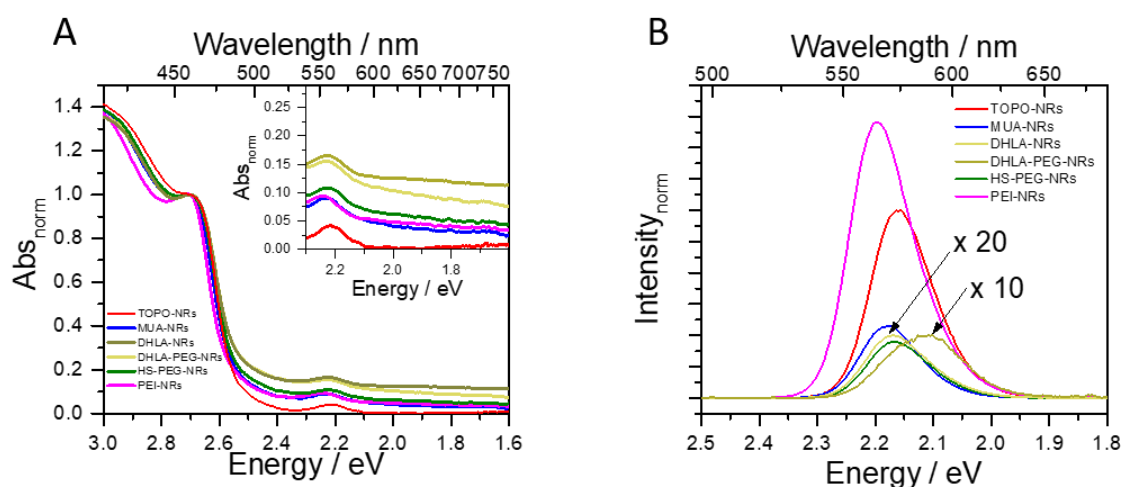 A
Wavelength / nm
450 500 550 600 650 700 750
1.4
1.2
1.0
0.8
0.6
0.4
0.2
0.0
Abs_norm
0.25
0.20
0.15
0.10
0.05
0.00
Abs_norm
2.2 2.0 1.8
Energy / eV
TOPO-NRs
MUA-NRs
DHLA-NRs
DHLA-PEG-NRs
HS-PEG-NRs
PEI-NRs
3.0 2.8 2.6 2.4 2.2 2.0 1.8 1.6
Energy / eV
B
Wavelength / nm
500 550 600 650
Intensity_norm
TOPO-NRs
MUA-NRs
DHLA-NRs
DHLA-PEG-NRs
HS-PEG-NRs
PEI-NRs
x 20
x 10
2.5 2.4 2.3 2.2 2.1 2.0 1.9 1.8
Energy / eV